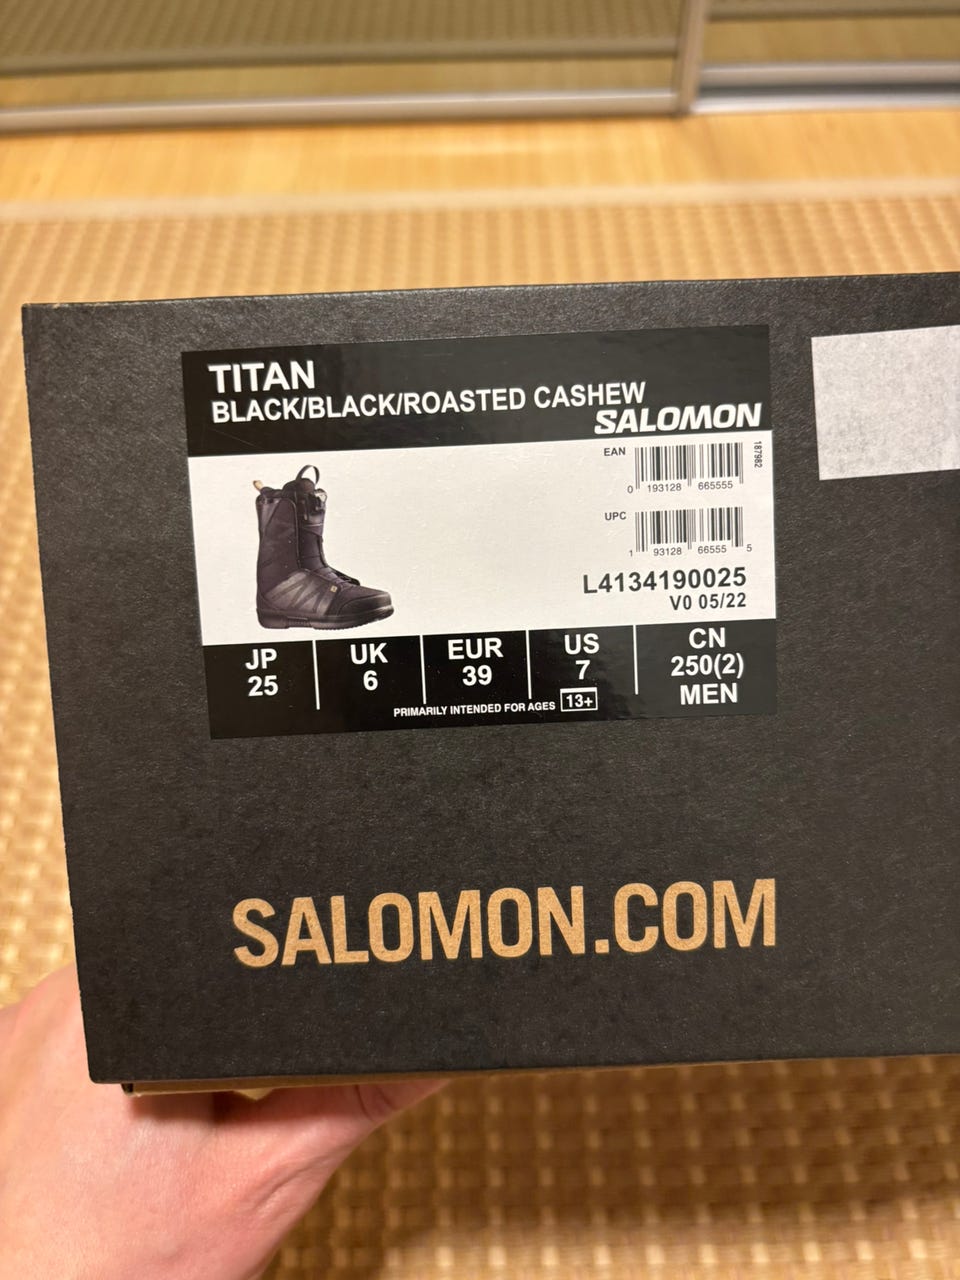 TITAN
BLACK/BLACK/ROASTED CASHEW
SALOMON
EAN
0 193128 665555
187982
UPC
1 93128 66555 5
L4134190025
V0 05/22
JP
25
UK
6
EUR
39
US
7
CN
250(2)
MEN
PRIMARILY INTENDED FOR AGES 13+
SALOMON.COM